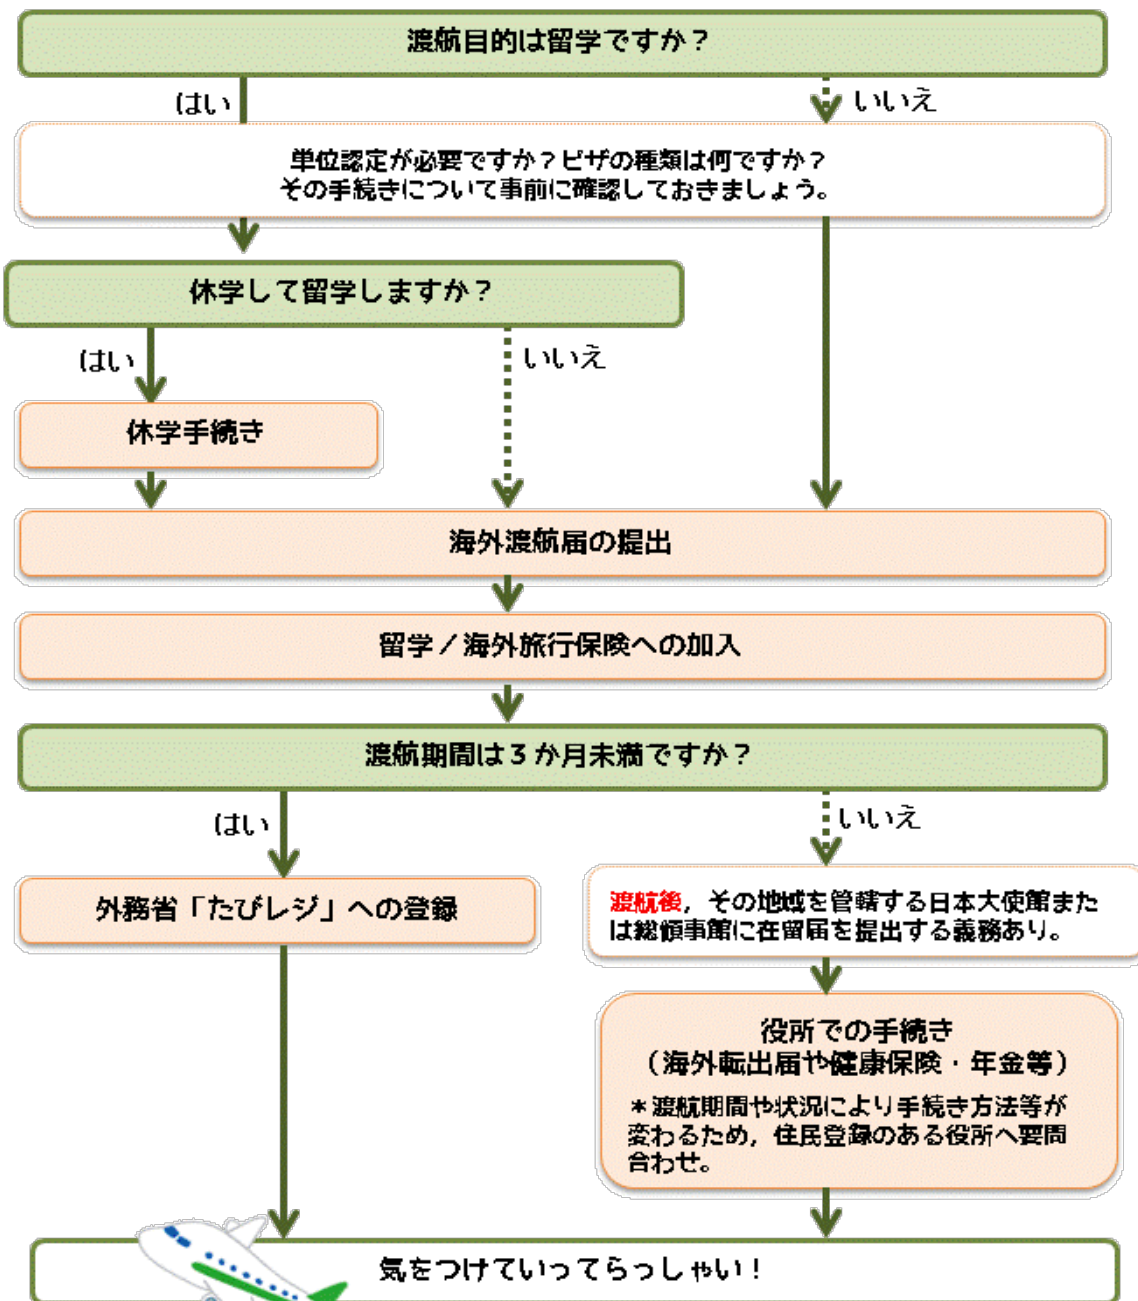 渡航目的は留学ですか？
はい
いいえ
単位認定が必要ですか？ビザの種類は何ですか？
その手続きについて事前に確認しておきましょう。
休学して留学しますか？
はい
いいえ
休学手続き
海外渡航届の提出
留学／海外旅行保険への加入
渡航期間は３か月未満ですか？
はい
いいえ
外務省「たびレジ」への登録
渡航後，その地域を管轄する日本大使館また
は総領事館に在留届を提出する義務あり。
役所での手続き
（海外転出届や健康保険・年金等）
＊渡航期間や状況により手続き方法等が
変わるため，住民登録のある役所へ要問
合わせ。
気をつけていってらっしゃい！